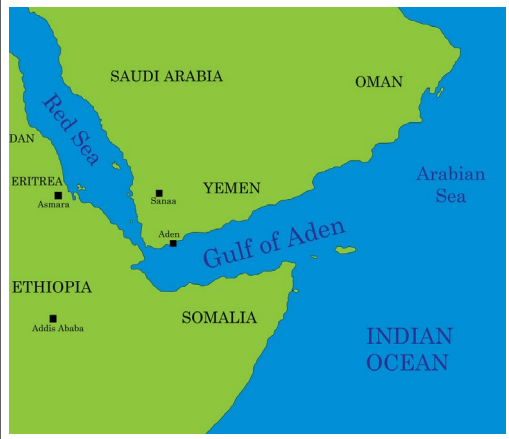 SAUDI ARABIA
OMAN
Red Sea
DAN
Arabian
Sea
ERITREA
Asmara
Sanaa
YEMEN
Aden
Gulf of Aden
ETHIOPIA
Addis Ababa
SOMALIA
INDIAN
OCEAN